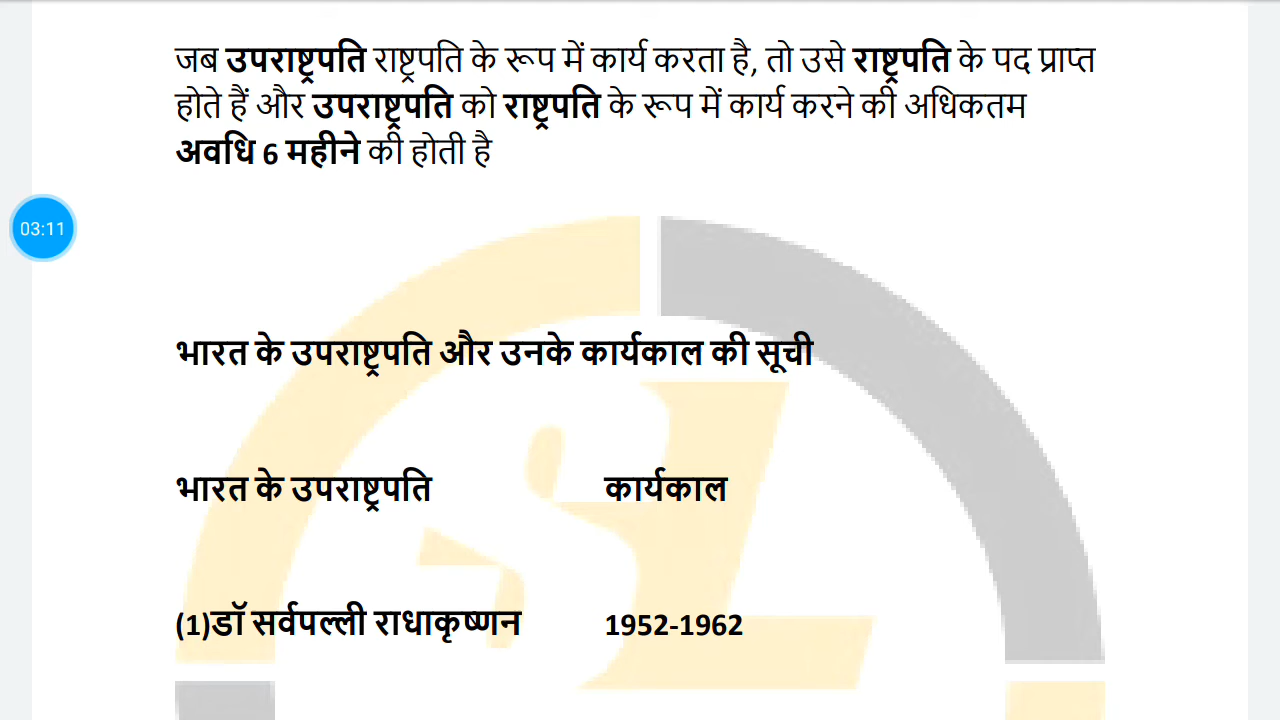 जब उपराष्ट्रपति राष्ट्रपति के रूप में कार्य करता है, तो उसे राष्ट्रपति के पद प्राप्त
होते हैं और उपराष्ट्रपति को राष्ट्रपति के रूप में कार्य करने की अधिकतम
अवधि 6 महीने की होती है
03:11
भारत के उपराष्ट्रपति और उनके कार्यकाल की सूची
भारत के उपराष्ट्रपति कार्यकाल
(1)डॉ सर्वपल्ली राधाकृष्णन 1952-1962
SL